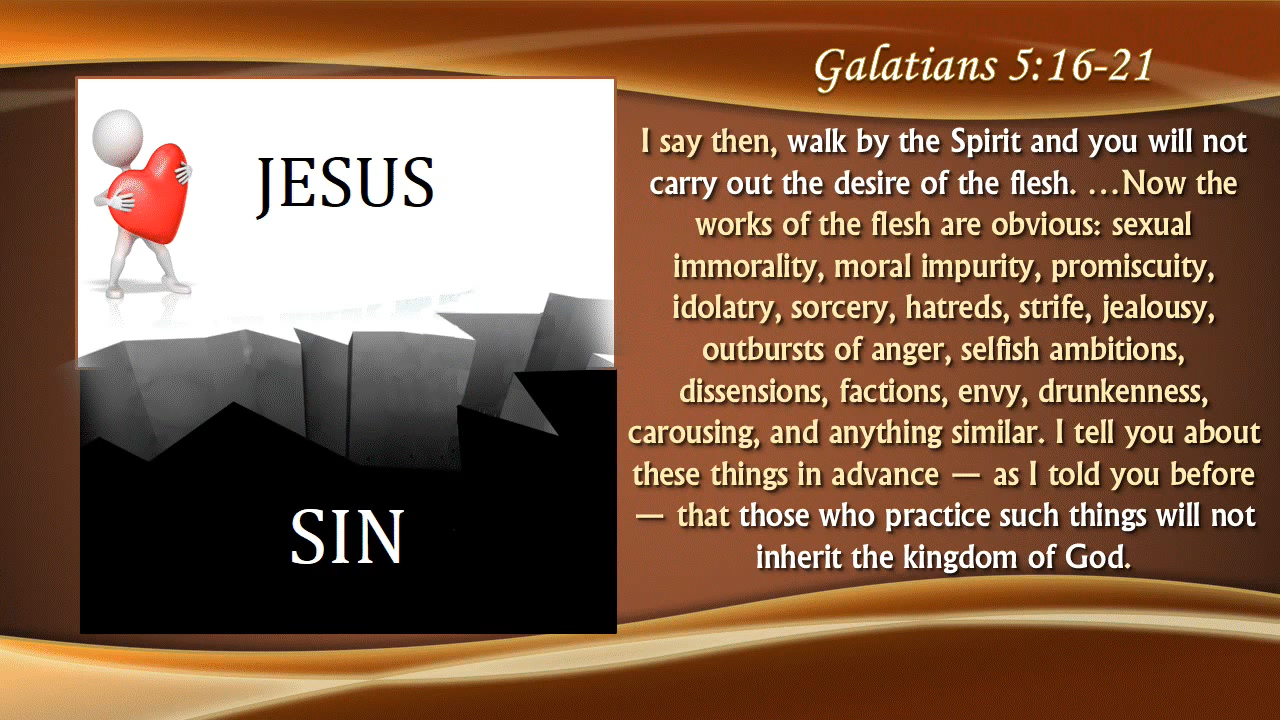 Galatians 5:16-21
JESUS
SIN
I say then, walk by the Spirit and you will not
carry out the desire of the flesh. …Now the
works of the flesh are obvious: sexual
immorality, moral impurity, promiscuity,
idolatry, sorcery, hatreds, strife, jealousy,
outbursts of anger, selfish ambitions,
dissensions, factions, envy, drunkenness,
carousing, and anything similar. I tell you about
these things in advance — as I told you before
— that those who practice such things will not
inherit the kingdom of God.